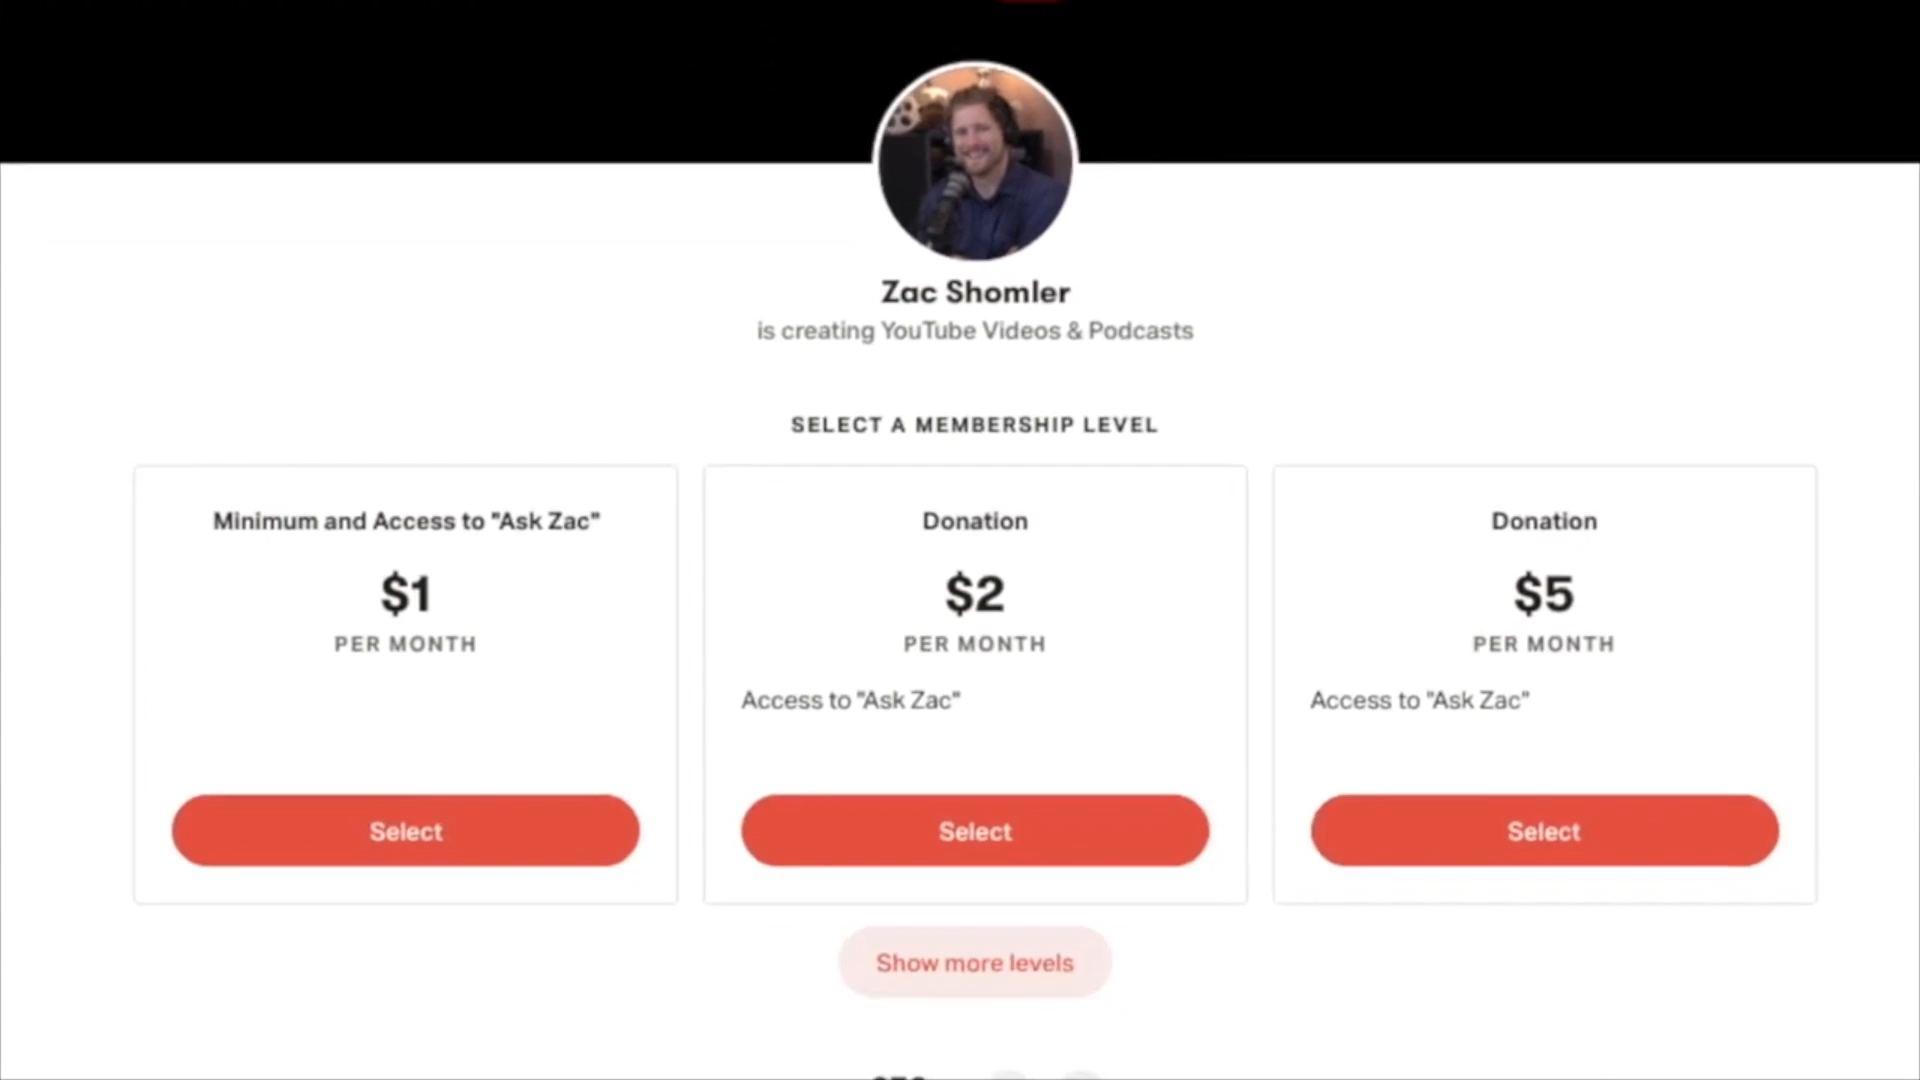 Zac Shomler
is creating YouTube Videos & Podcasts
SELECT A MEMBERSHIP LEVEL
Minimum and Access to "Ask Zac"
$1
PER MONTH
Select
Donation
$2
PER MONTH
Access to "Ask Zac"
Select
Donation
$5
PER MONTH
Access to "Ask Zac"
Select
Show more levels